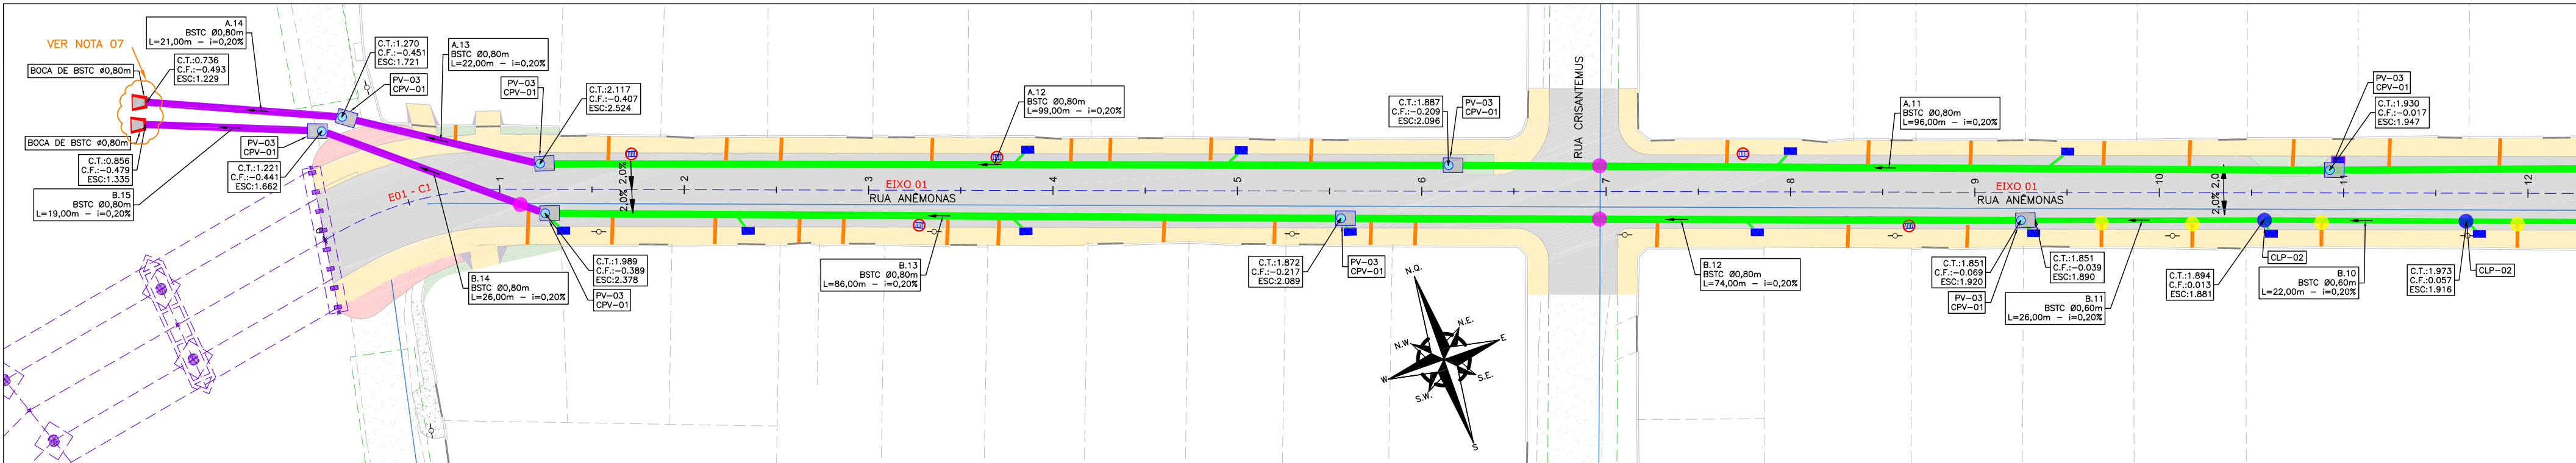 A.14
BSTC Ø0,80m
L=21,00m - i=0,20%
VER NOTA 07
BOCA DE BSTC Ø0,80m
C.T.:0.736
C.F.:-0.493
ESC:1.229
C.T.:1.270
C.F.:-0.451
ESC:1.721
PV-03
CPV-01
A.13
BSTC Ø0,80m
L=22,00m - i=0,20%
PV-03
CPV-01
C.T.:2.117
C.F.:-0.407
ESC:2.524
BOCA DE BSTC Ø0,80m
C.T.:0.856
C.F.:-0.479
ESC:1.335
B.15
BSTC Ø0,80m
L=19,00m - i=0,20%
PV-03
CPV-01
C.T.:1.221
C.F.:-0.441
ESC:1.662
E01 - C1
B.14
BSTC Ø0,80m
L=26,00m - i=0,20%
C.T.:1.989
C.F.:-0.389
ESC:2.378
PV-03
CPV-01
2,0% 2,0%
1
2
3
4
5
6
7
8
9
10
11
12
EIXO 01
RUA ANÊMONAS
A.12
BSTC Ø0,80m
L=99,00m - i=0,20%
B.13
BSTC Ø0,80m
L=86,00m - i=0,20%
C.T.:1.872
C.F.:-0.217
ESC:2.089
PV-03
CPV-01
C.T.:1.887
C.F.:-0.209
ESC:2.096
PV-03
CPV-01
RUA CRISANTEMUS
N.Q.
N.E.
E
S.E.
S
S.W.
W
N.W
B.12
BSTC Ø0,80m
L=74,00m - i=0,20%
A.11
BSTC Ø0,80m
L=96,00m - i=0,20%
EIXO 01
RUA ANÊMONAS
C.T.:1.851
C.F.:-0.069
ESC:1.920
PV-03
CPV-01
C.T.:1.851
C.F.:-0.039
ESC:1.890
B.11
BSTC Ø0,60m
L=26,00m - i=0,20%
2,0% 2,0
C.T.:1.894
C.F.:0.013
ESC:1.881
CLP-02
B.10
BSTC Ø0,60m
L=22,00m - i=0,20%
PV-03
CPV-01
C.T.:1.930
C.F.:-0.017
ESC:1.947
C.T.:1.973
C.F.:0.057
ESC:1.916
CLP-02